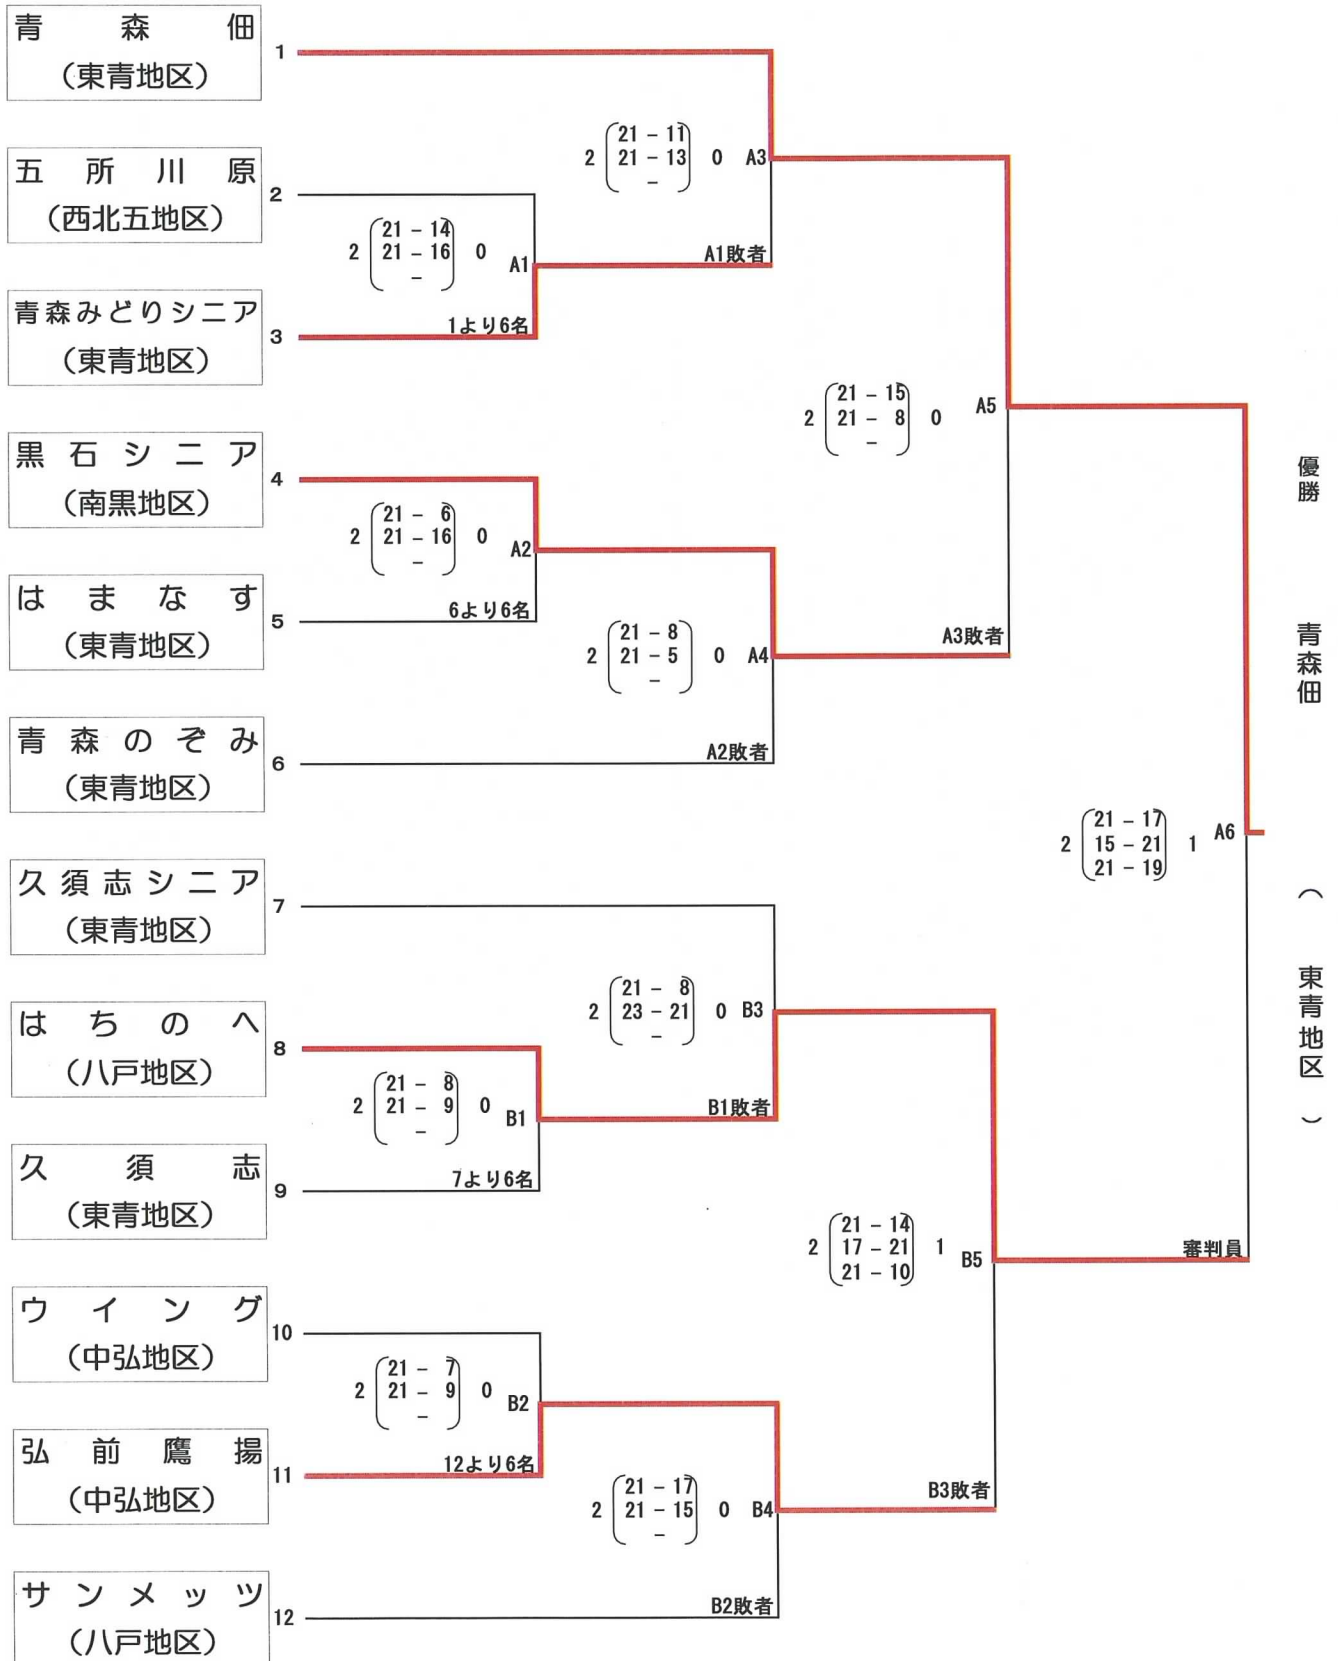 青森佃
(東青地区)
1
五所川原
(西北五地区)
2
青森みどりシニア
(東青地区)
3
黒石シニア
(南黒地区)
4
はまなす
(東青地区)
5
青森のぞみ
(東青地区)
6
久須志シニア
(東青地区)
7
はちのへ
(八戸地区)
8
久須志
(東青地区)
9
ウイング
(中弘地区)
10
弘前鷹揚
(中弘地区)
11
サンメッツ
(八戸地区)
12
21 - 14
2 21 - 16 0
-
A1
1より6名
21 - 6
2 21 - 16 0
-
A2
6より6名
21 - 8
2 21 - 9 0
-
B1
7より6名
21 - 7
2 21 - 9 0
-
B2
12より6名
21 - 11
2 21 - 13 0 A3
-
A1敗者
21 - 8
2 21 - 5 0 A4
-
A2敗者
21 - 8
2 23 - 21 0 B3
-
B1敗者
21 - 17
2 21 - 15 0 B4
-
B2敗者
21 - 15
2 21 - 8 0
-
A5
A3敗者
21 - 14
2 17 - 21 1
21 - 10
B5
B3敗者
21 - 17
2 15 - 21 1
21 - 19
A6
審判員
優勝 青森佃 (東青地区)